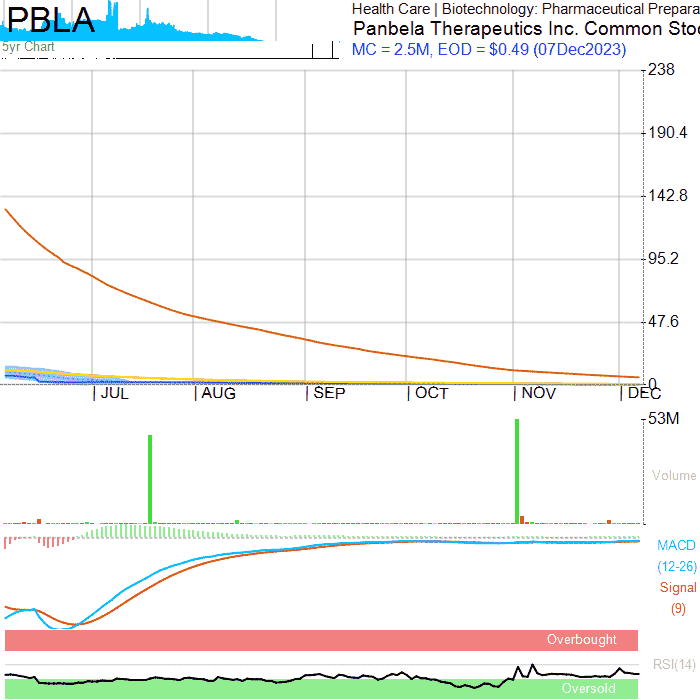 PBLA
5yr Chart
Health Care | Biotechnology: Pharmaceutical Prepara
Panbela Therapeutics Inc. Common Stoc
MC = 2.5M, EOD = $0.49 (07Dec2023)
238
190.4
142.8
95.2
47.6
0
JUL AUG SEP OCT NOV DEC
53M
Volume
MACD
(12-26)
Signal
(9)
Overbought
RSI(14)
Oversold